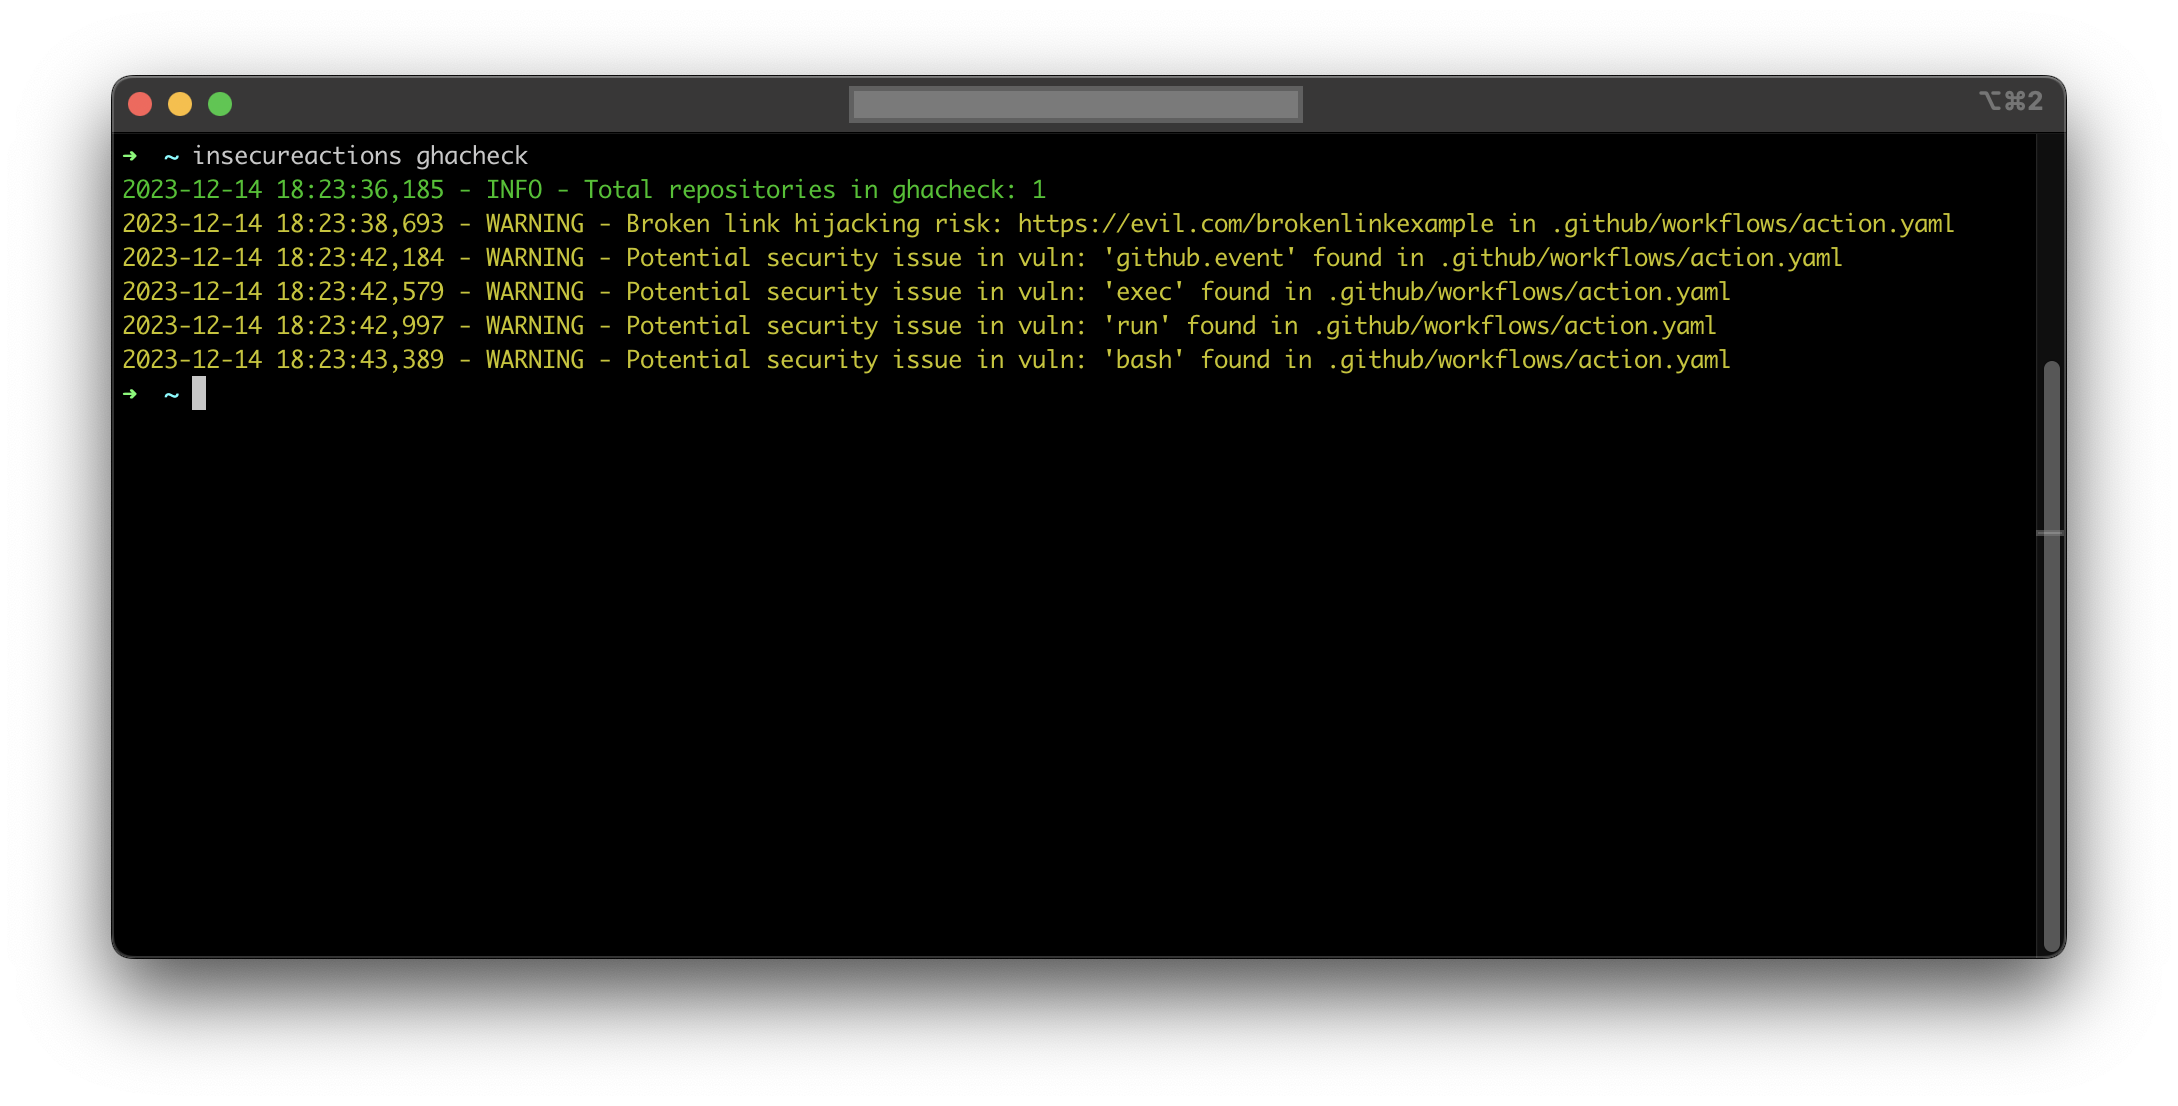 ⌥⌘2
➜  ~ insecureactions ghacheck
2023-12-14 18:23:36,185 - INFO - Total repositories in ghacheck: 1
2023-12-14 18:23:38,693 - WARNING - Broken link hijacking risk: https://evil.com/brokenlinkexample in .github/workflows/action.yaml
2023-12-14 18:23:42,184 - WARNING - Potential security issue in vuln: 'github.event' found in .github/workflows/action.yaml
2023-12-14 18:23:42,579 - WARNING - Potential security issue in vuln: 'exec' found in .github/workflows/action.yaml
2023-12-14 18:23:42,997 - WARNING - Potential security issue in vuln: 'run' found in .github/workflows/action.yaml
2023-12-14 18:23:43,389 - WARNING - Potential security issue in vuln: 'bash' found in .github/workflows/action.yaml
➜  ~